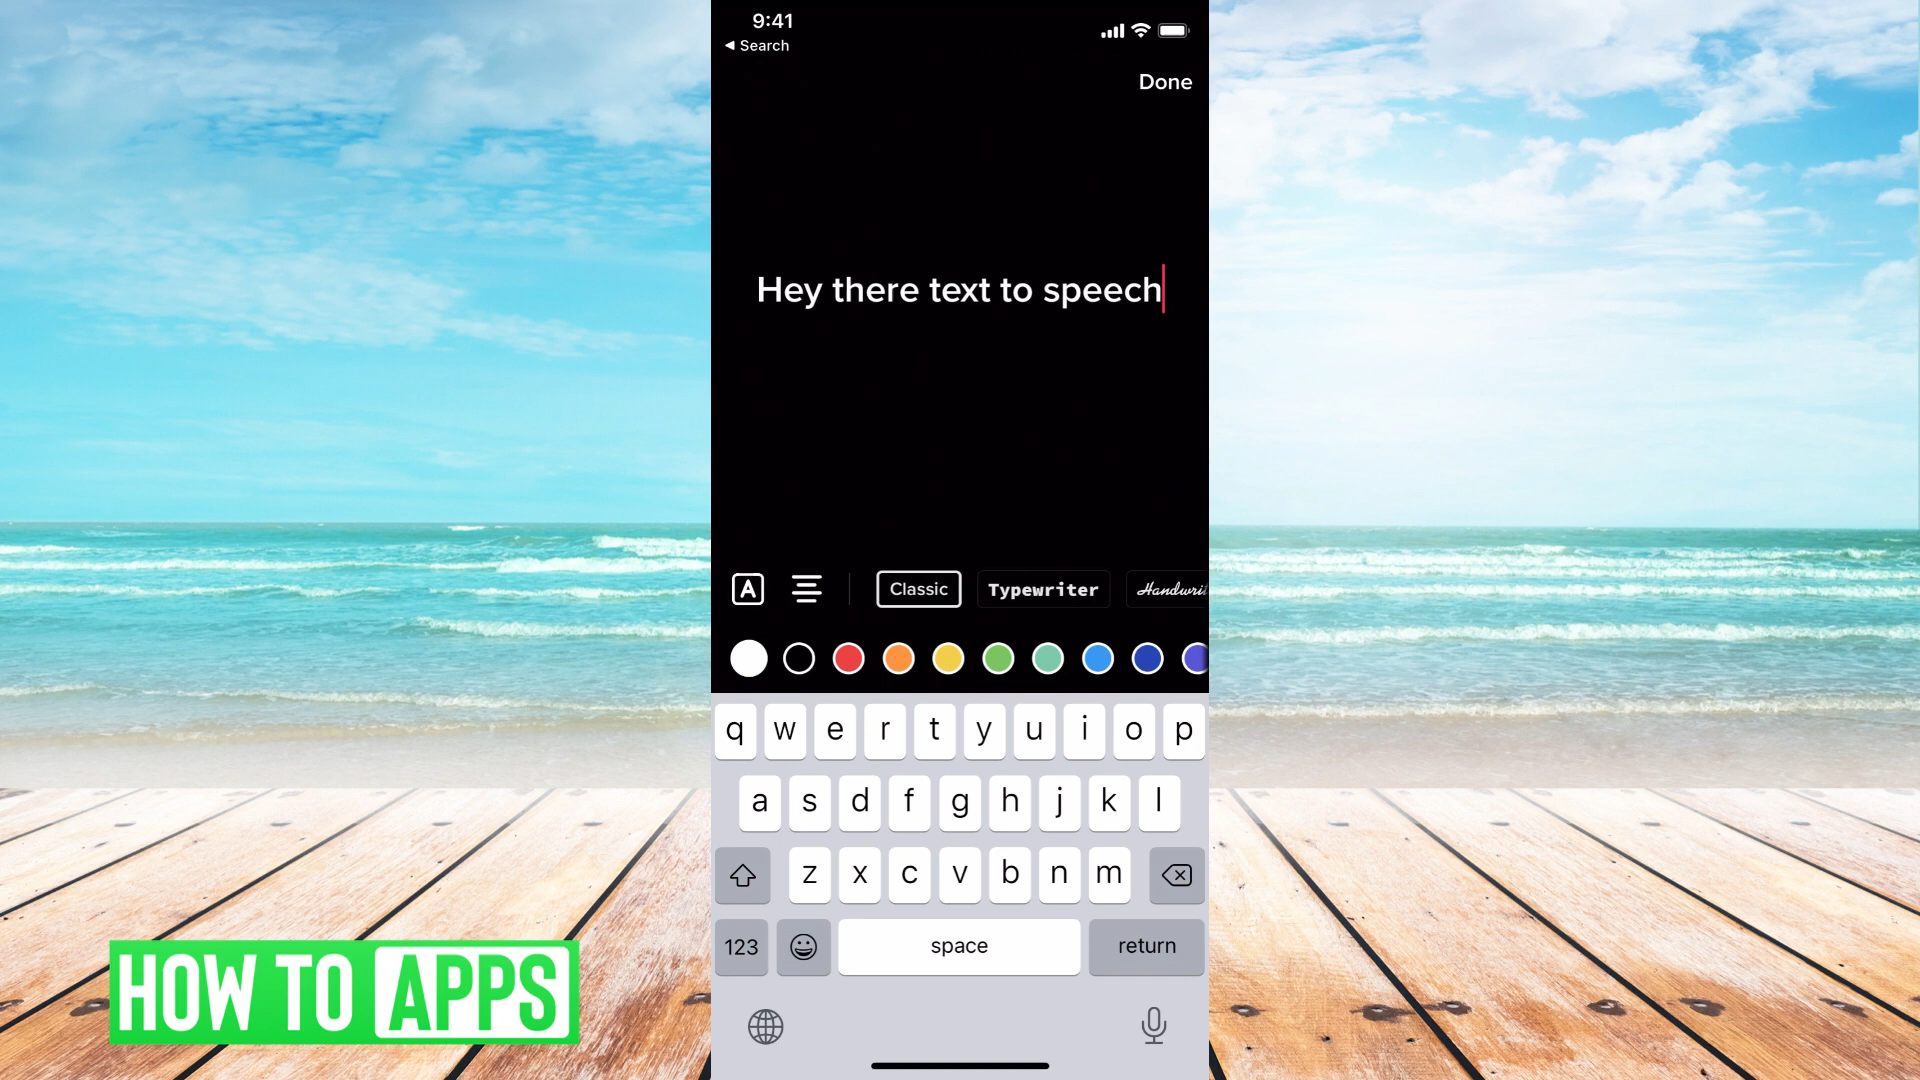 9:41
Search
Done
Hey there text to speech
A
Classic
Typewriter
q w e r t y u i o p
a s d f g h j k l
z x c v b n m
123
space
return
HOW TO APPS